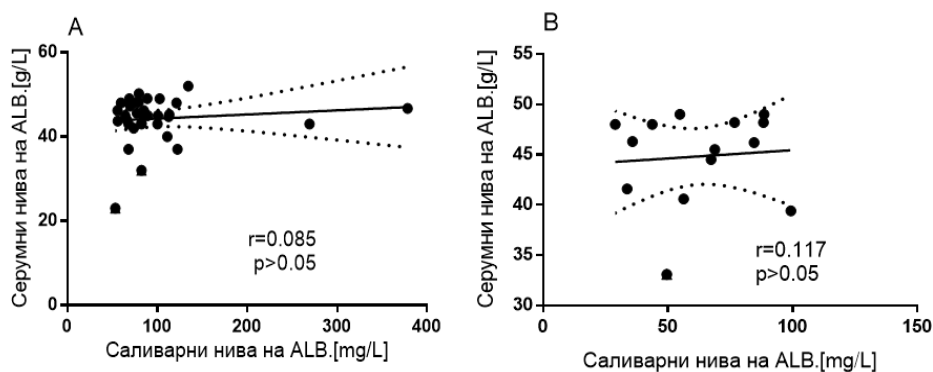 A
Серумни нива на ALB.[g/L]
60
40
20
0
r=0.085
p>0.05
0
100
200
300
400
Саливарни нива на ALB.[mg/L]
B
Серумни нива на ALB.[g/L]
55
50
45
40
35
30
r=0.117
p>0.05
0
50
100
150
Саливарни нива на ALB.[mg/L]